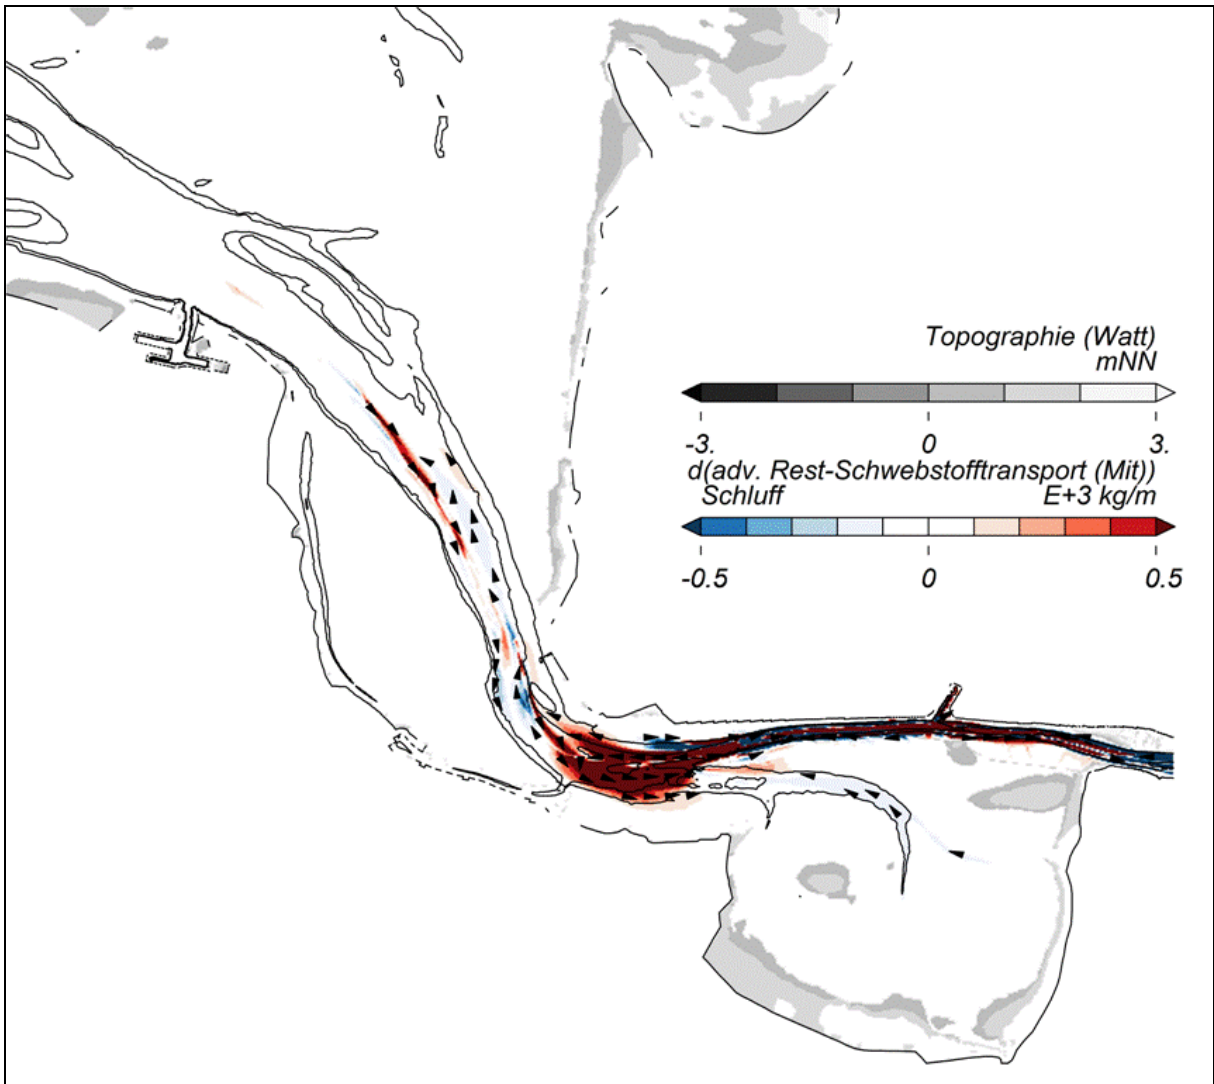 Topographie (Watt)
mNN
-3. 0 3.
d(adv. Rest-Schwebstofftransport (Mit))
Schluff E+3 kg/m
-0.5 0 0.5